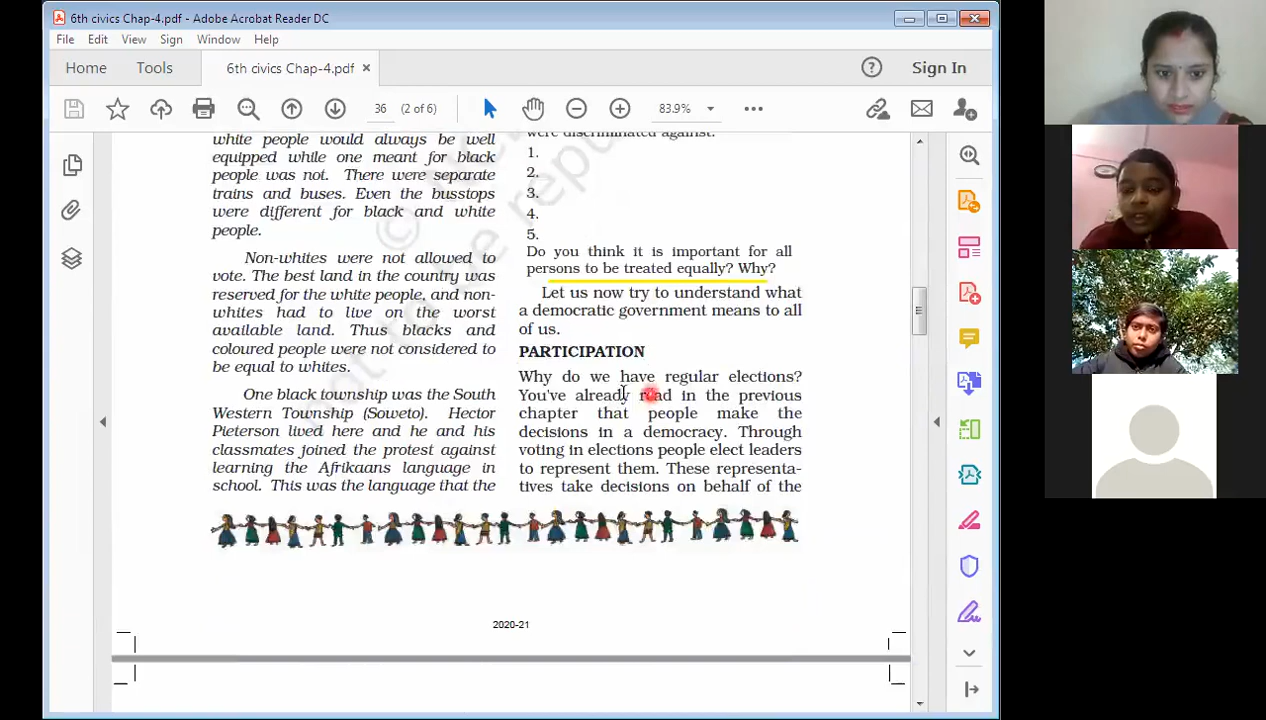 6th civics Chap-4.pdf - Adobe Acrobat Reader DC
File Edit View Sign Window Help
Home Tools 6th civics Chap-4.pdf × Sign In
36 (2 of 6) 83.9%
white people would always be well
equipped while one meant for black
people was not. There were separate
trains and buses. Even the busstops
were different for black and white
people.
Non-whites were not allowed to
vote. The best land in the county was
reserved for the white people, and non-
whites had to live on the worst
available land. Thus blacks and
coloured people were not considered to
be equal to whites.
One black township was the South
Western Township (Soweto). Hector
Pieterson lived here and he and his
classmates joined the protest against
learning the Afrikaans language in
school. This was the language that the
were discriminated against.
1.
2.
3.
4.
5.
Do you think it is important for all
persons to be treated equally? Why?
Let us now try to understand what
a democratic government means to all
of us.
PARTICIPATION
Why do we have regular elections?
You've already read in the previous
chapter that people make the
decisions in a democracy. Through
voting in elections people elect leaders
to represent them. These representa-
tives take decisions on behalf of the
2020-21